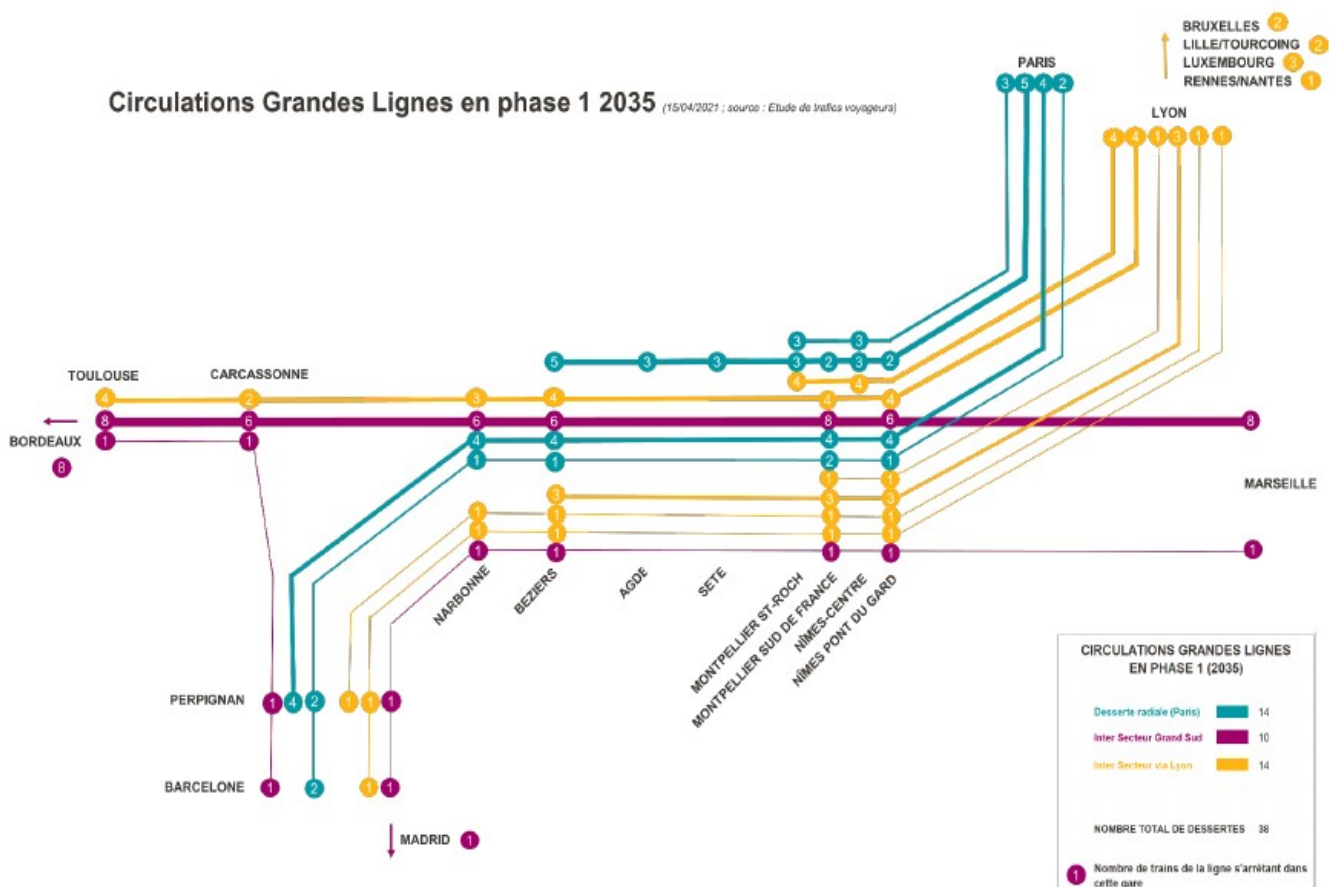 BRUXELLES 2
LILLE/TOURCOING 2
LUXEMBOURG 3
RENNES/NANTES 1
PARIS
3 5 4 2
Circulations Grandes Lignes en phase 1 2035 (15/04/2021 ; source : Etude de trafics voyageurs)
LYON
4 4 1 3 1 1
3 3
5 3 3 3 2 3 2
TOULOUSE CARCASSONNE
4 4
4 2 3 4 4 4
8 6 6 6 8 6 8
BORDEAUX
8
1 1
4 4 4
1 1 2 1
1 1
MARSEILLE
3 3 3
1 1 1 1
1 1 1 1
1 1 1 1 1
NARBONNE
BEZIERS
AGDE
SETE
MONTPELLIER ST-ROCH
MONTPELLIER SUD DE FRANCE
NÎMES-CENTRE
NÎMES PONT DU GARD
PERPIGNAN 1 4 2 1 1 1
BARCELONE 1 2 1 1
MADRID 1
CIRCULATIONS GRANDES LIGNES
EN PHASE 1 (2035)
Desserte radiale (Paris) 14
Inter Secteur Grand Sud 10
Inter Secteur via Lyon 14
NOMBRE TOTAL DE DESSERTES 38
1 Nombre de trains de la ligne s'arrêtant dans
cette gare